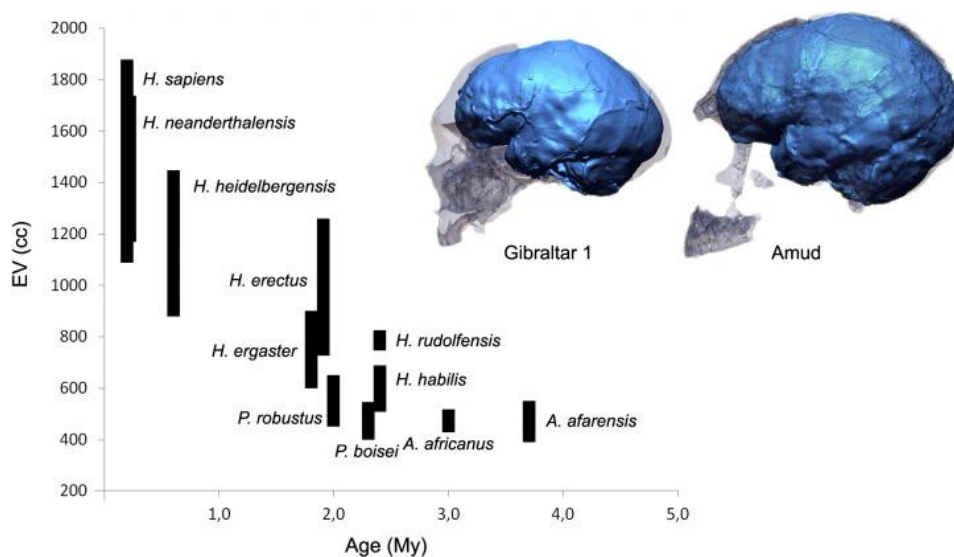 2000
1800
1600
1400
1200
1000
800
600
400
200
EV (cc)
H. sapiens
H. neanderthalensis
H. heidelbergensis
H. erectus
H. ergaster
H. rudolfensis
H. habilis
P. robustus
P. boisei
A. africanus
A. afarensis
1,0 2,0 3,0 4,0 5,0
Age (My)
Gibraltar 1
Amud